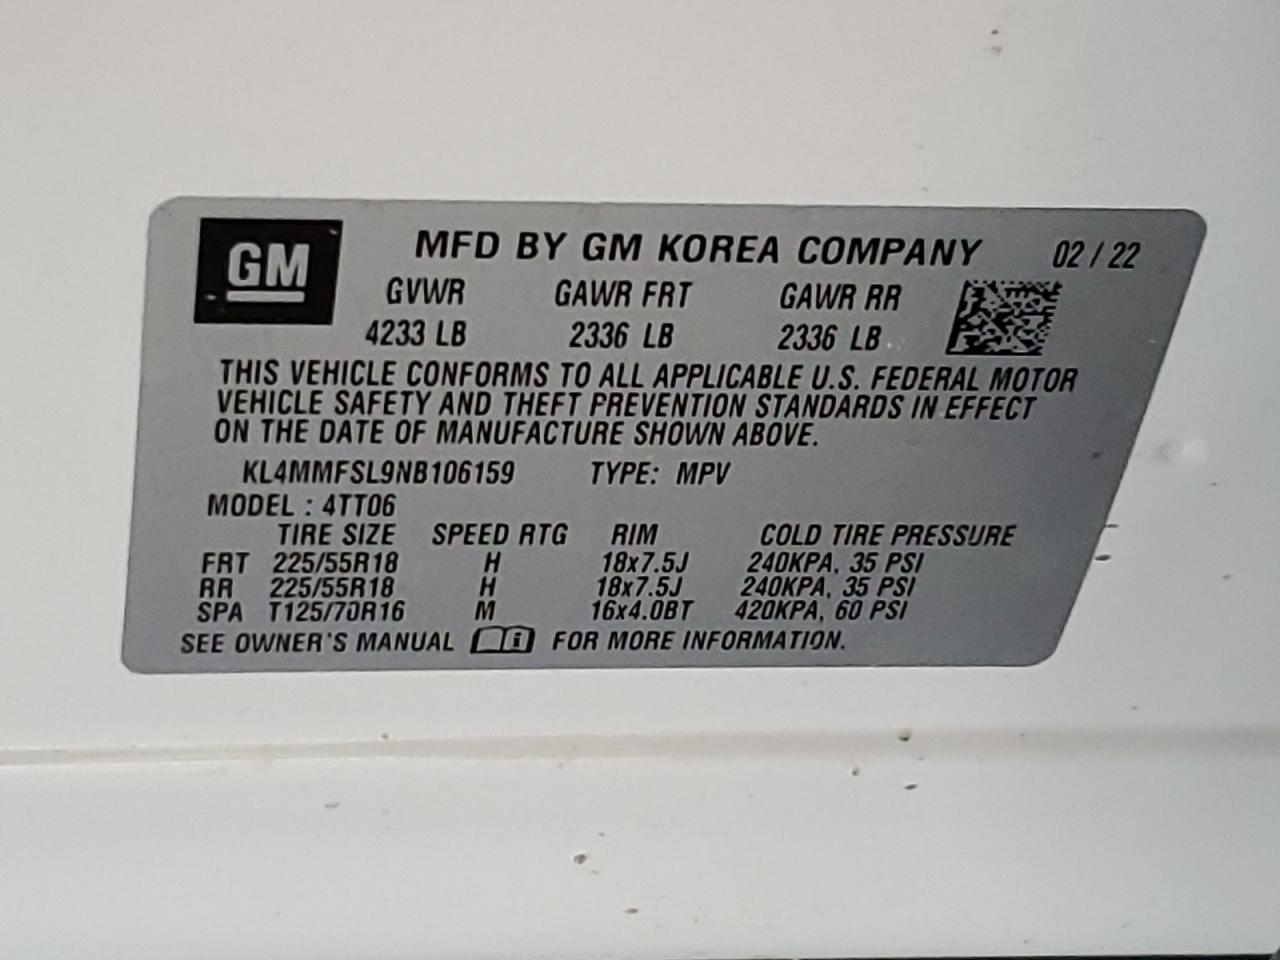 GM MFD BY GM KOREA COMPANY 02 / 22
GVWR GAWR FRT GAWR RR
4233 LB 2336 LB 2336 LB
THIS VEHICLE CONFORMS TO ALL APPLICABLE U.S. FEDERAL MOTOR
VEHICLE SAFETY AND THEFT PREVENTION STANDARDS IN EFFECT
ON THE DATE OF MANUFACTURE SHOWN ABOVE.
KL4MMFSL9NB106159 TYPE: MPV
MODEL : 4TT06
TIRE SIZE SPEED RTG RIM COLD TIRE PRESSURE
FRT 225/55R18 H 18x7.5J 240KPA, 35 PSI
RR 225/55R18 H 18x7.5J 240KPA, 35 PSI
SPA T125/70R16 M 16x4.0BT 420KPA, 60 PSI
SEE OWNER'S MANUAL i FOR MORE INFORMATION.